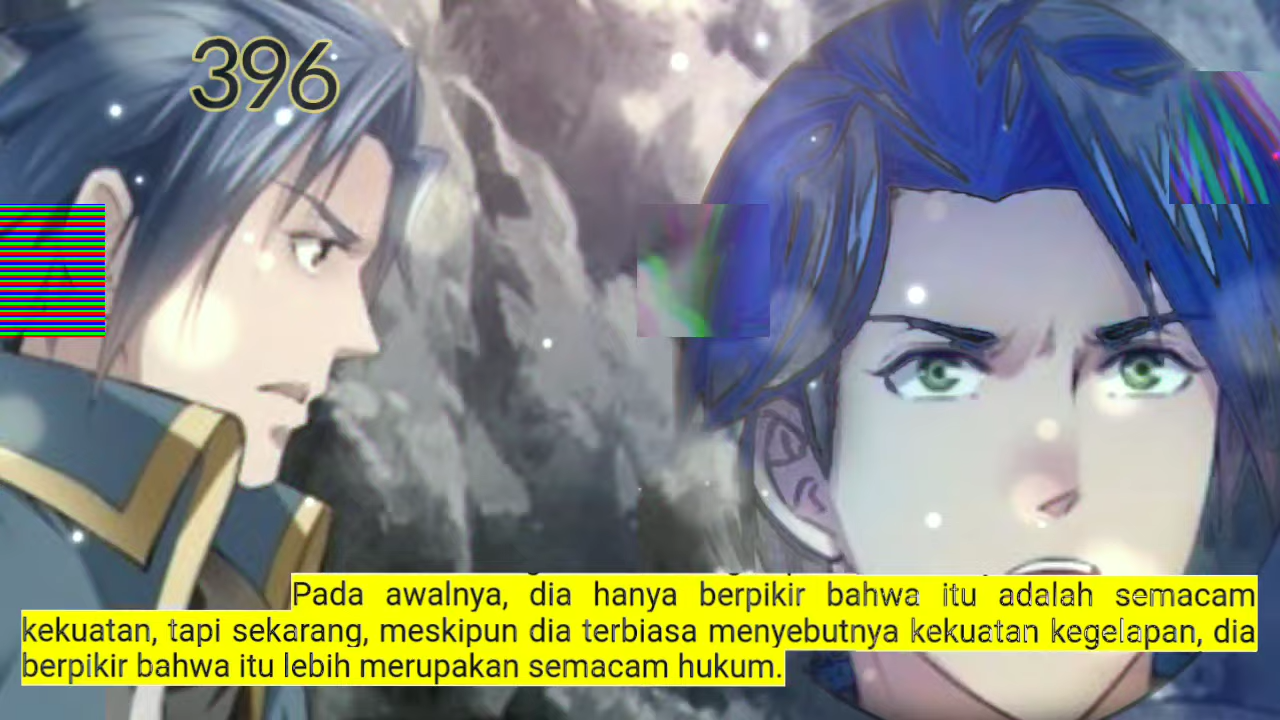 396
Pada awalnya, dia hanya berpikir bahwa itu adalah semacam
kekuatan, tapi sekarang, meskipun dia terbiasa menyebutnya kekuatan kegelapan, dia
berpikir bahwa itu lebih merupakan semacam hukum.